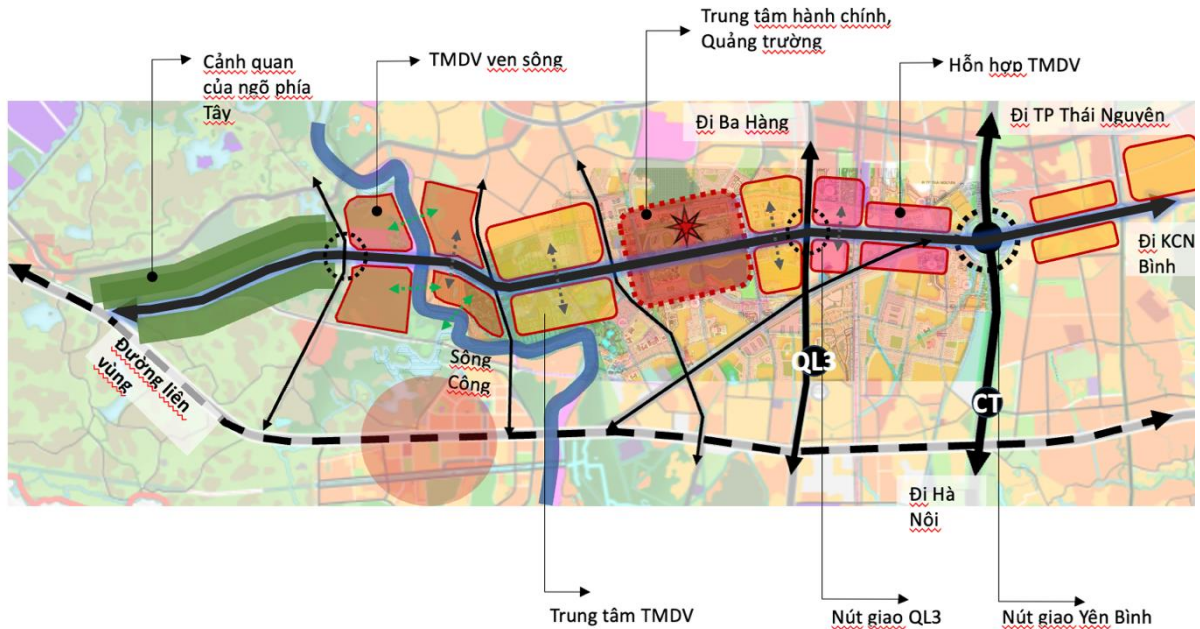 Trung tâm hành chính,
Quảng trường
Cảnh quan
của ngõ phía
Tây
TMDV ven sông
Hỗn hợp TMDV
Đi Ba Hàng
Đi TP Thái Nguyên
Đi KCN
Bình
Đường liên
vùng
Sông
Công
QL3
CT
Đi Hà
Nôi
Trung tâm TMDV
Nút giao QL3
Nút giao Yên Bình